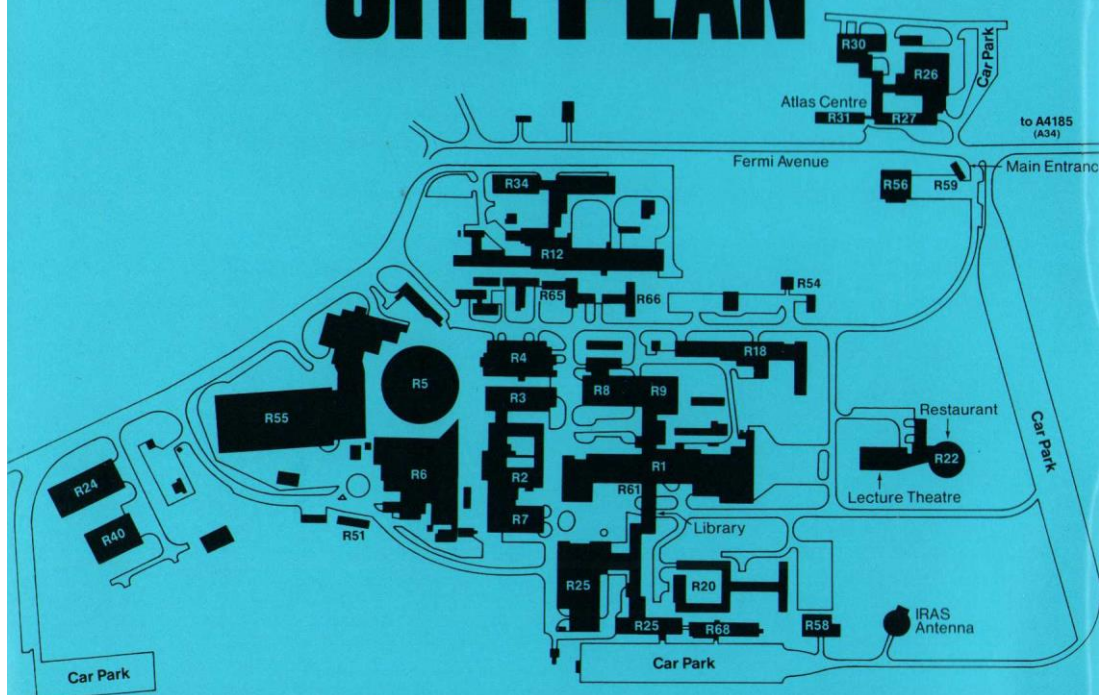 SITE PLAN
R30
R26
Car Park
Atlas Centre
R31
R27
to A4185
(A34)
Fermi Avenue
Main Entrance
R56
R59
R34
R12
R54
R65
R66
R4
R18
R5
R8
R9
R3
R55
Restaurant
Car Park
R6
R1
R22
R2
R24
R61
Lecture Theatre
R7
Library
R40
R51
R25
R20
IRAS
Antenna
R25
R68
R58
Car Park
Car Park